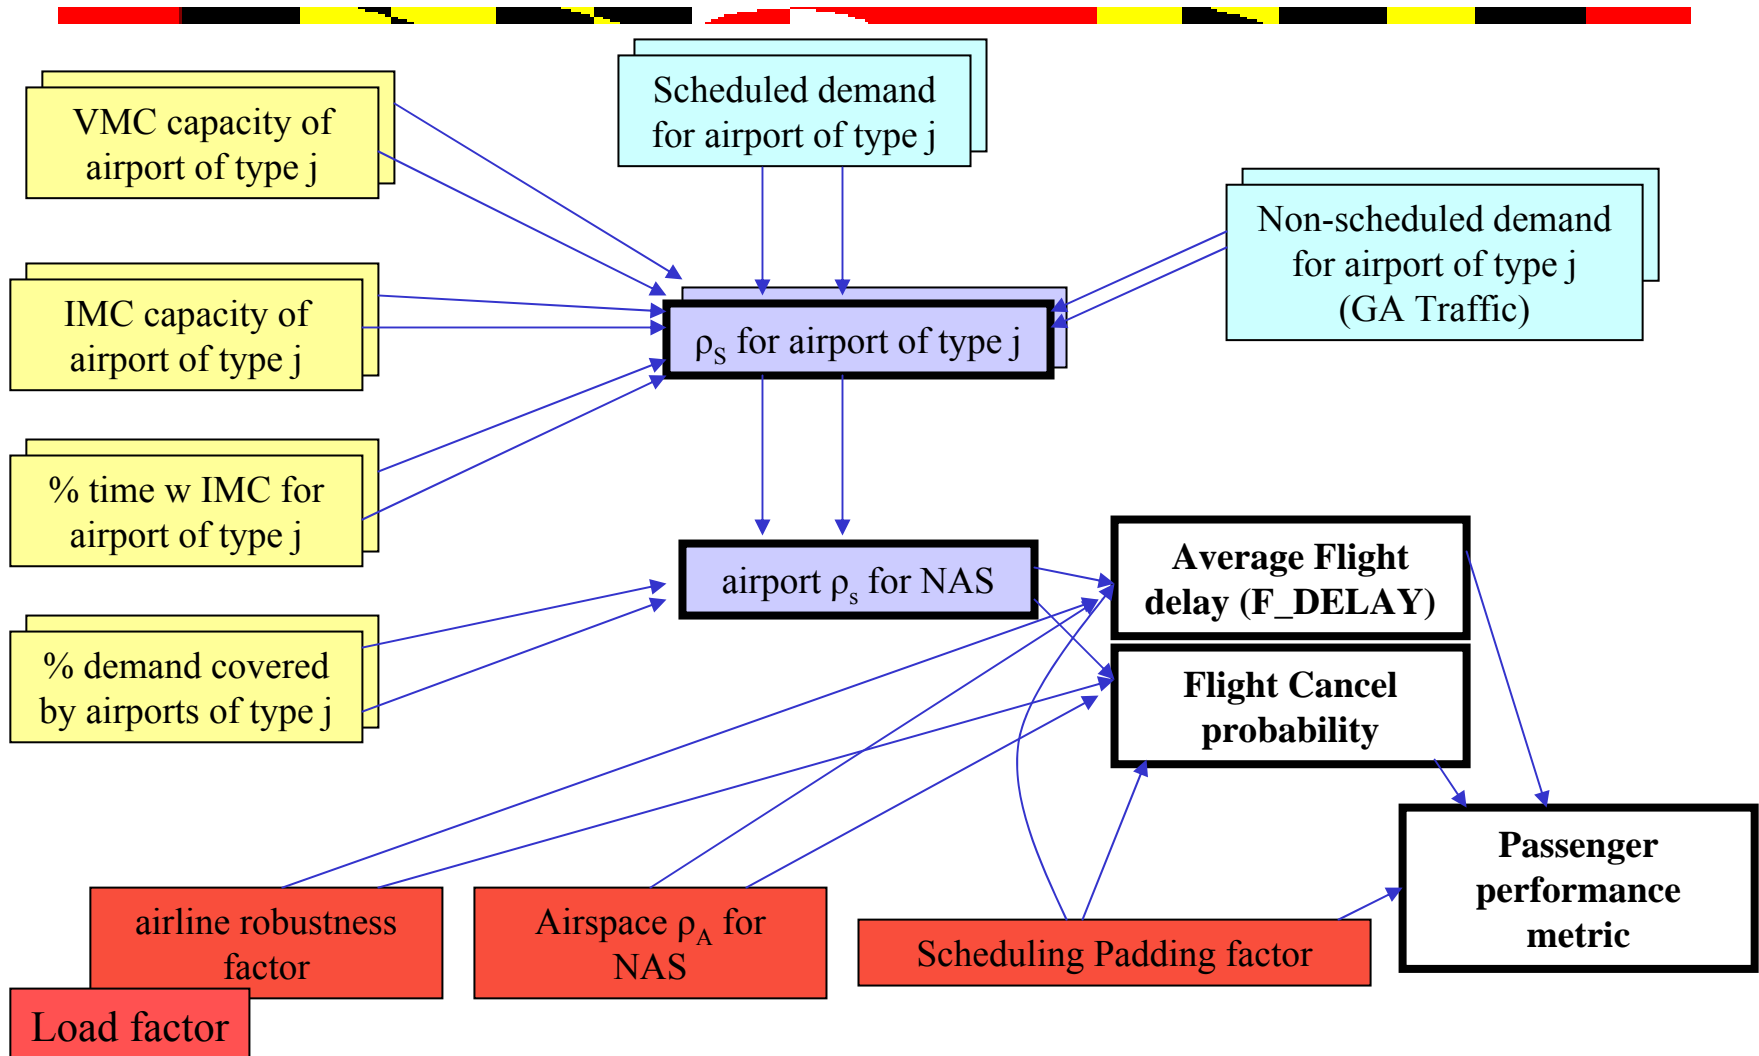 VMC capacity of
airport of type j
Scheduled demand
for airport of type j
Non-scheduled demand
for airport of type j
(GA Traffic)
IMC capacity of
airport of type j
ρS for airport of type j
% time w IMC for
airport of type j
airport ρs for NAS
Average Flight
delay (F_DELAY)
% demand covered
by airports of type j
Flight Cancel
probability
Passenger
performance
metric
airline robustness
factor
Airspace ρA for
NAS
Scheduling Padding factor
Load factor